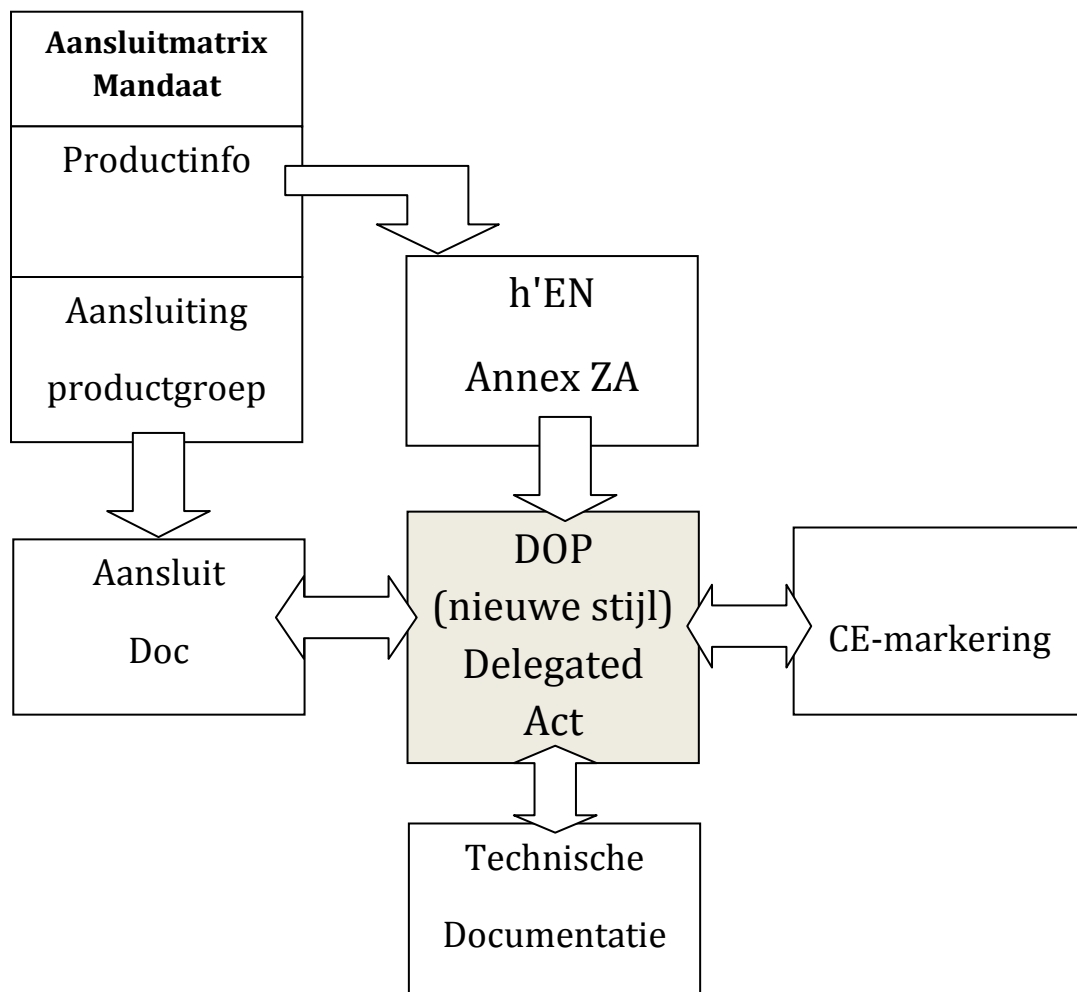 Aansluitmatrix
Mandaat
Productinfo
Aansluiting
productgroep
h'EN
Annex ZA
Aansluit
Doc
DOP
(nieuwe stijl)
Delegated
Act
CE-markering
Technische
Documentatie